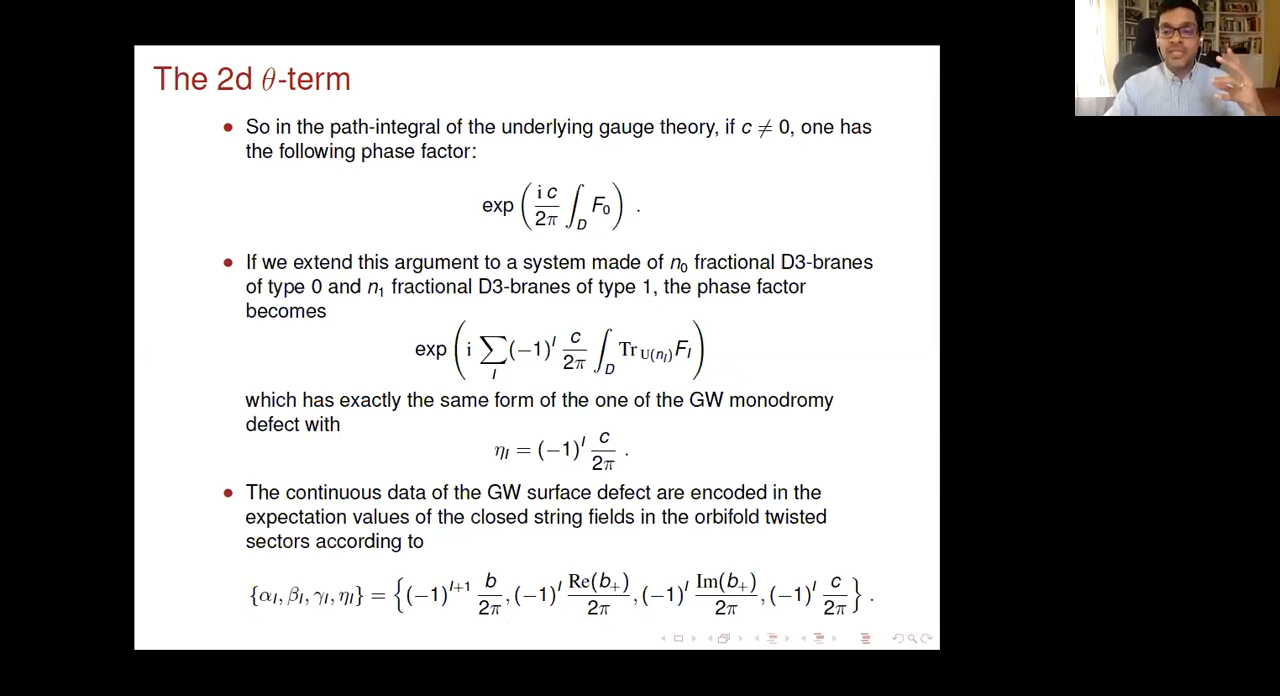 The 2d θ-term
• So in the path-integral of the underlying gauge theory, if c ≠ 0, one has
the following phase factor:
exp ( i c / 2π ∫_D F_0 ) .
• If we extend this argument to a system made of n_0 fractional D3-branes
of type 0 and n_1 fractional D3-branes of type 1, the phase factor
becomes
exp ( i ∑_I (−1)^I c / 2π ∫_D Tr_{U(n_I)} F_I )
which has exactly the same form of the one of the GW monodromy
defect with
η_I = (−1)^I c / 2π .
• The continuous data of the GW surface defect are encoded in the
expectation values of the closed string fields in the orbifold twisted
sectors according to
{α_I, β_I, γ_I, η_I} = { (−1)^{I+1} b / 2π , (−1)^I Re(b_+) / 2π , (−1)^I Im(b_+) / 2π , (−1)^I c / 2π } .